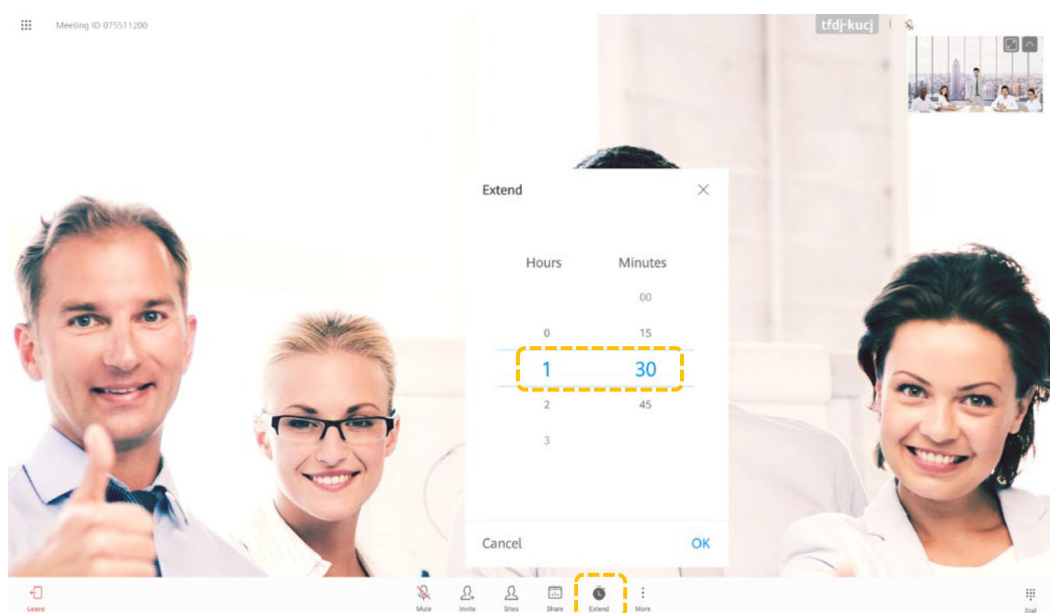 Meeting ID 075511200
tfdj-kucj
Extend
Hours Minutes
00
0 15
1 30
2 45
3
Cancel OK
Leave Mute Invite Sites Share Extend More Dial